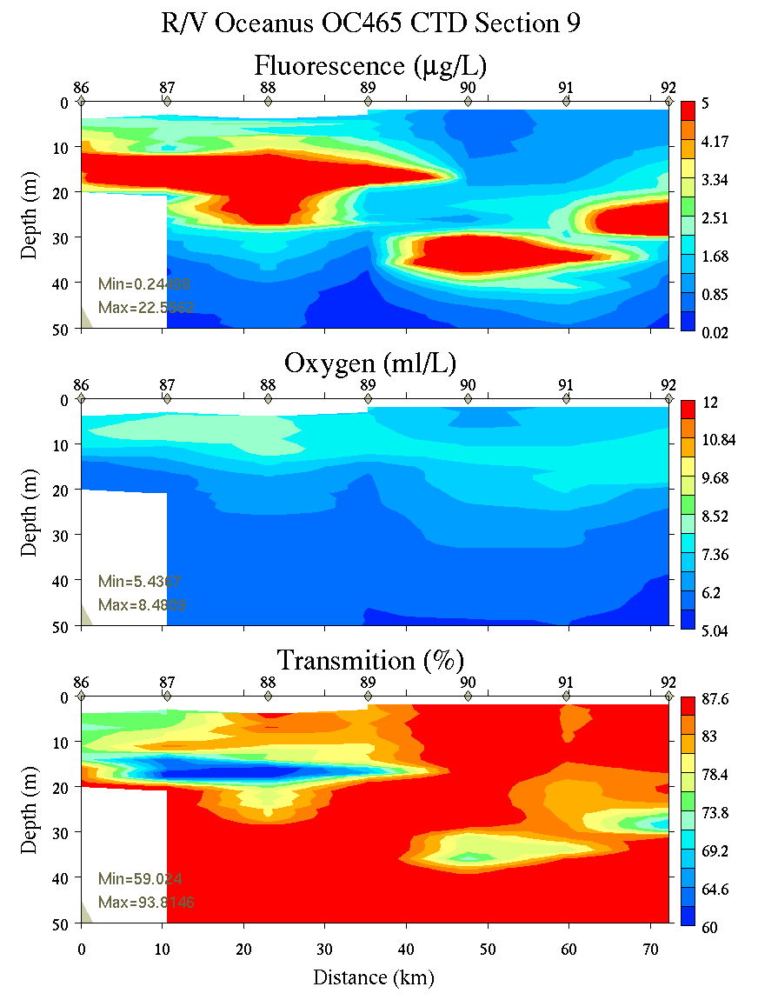 R/V Oceanus OC465 CTD Section 9
Fluorescence (μg/L)
86 87 88 89 90 91 92
0
10
20
30
40
50
Depth (m)
Min=0.24498
Max=22.5562
5
4.17
3.34
2.51
1.68
0.85
0.02
Oxygen (ml/L)
86 87 88 89 90 91 92
0
10
20
30
40
50
Depth (m)
Min=5.4367
Max=8.4809
12
10.84
9.68
8.52
7.36
6.2
5.04
Transmition (%)
86 87 88 89 90 91 92
0
10
20
30
40
50
Depth (m)
Min=59.024
Max=93.8146
87.6
83
78.4
73.8
69.2
64.6
60
0 10 20 30 40 50 60 70
Distance (km)